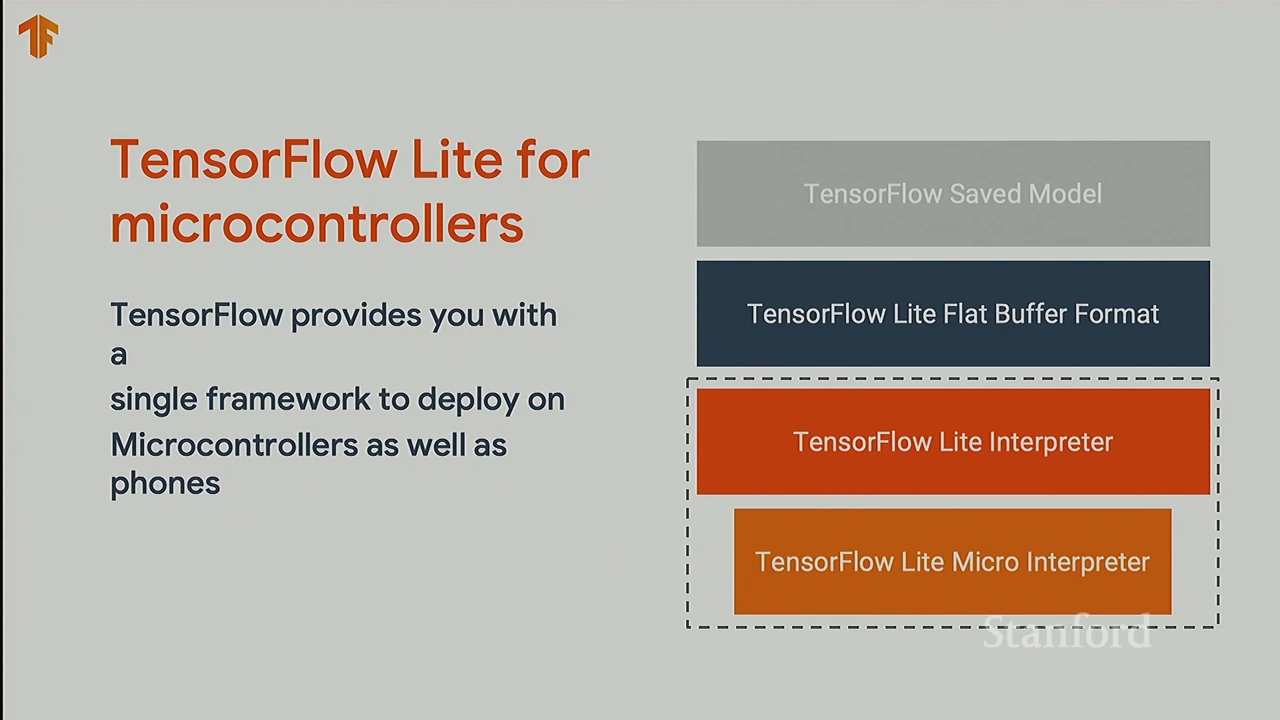 TensorFlow Lite for
microcontrollers
TensorFlow provides you with
a
single framework to deploy on
Microcontrollers as well as
phones
TensorFlow Saved Model
TensorFlow Lite Flat Buffer Format
TensorFlow Lite Interpreter
TensorFlow Lite Micro Interpreter
Stanford